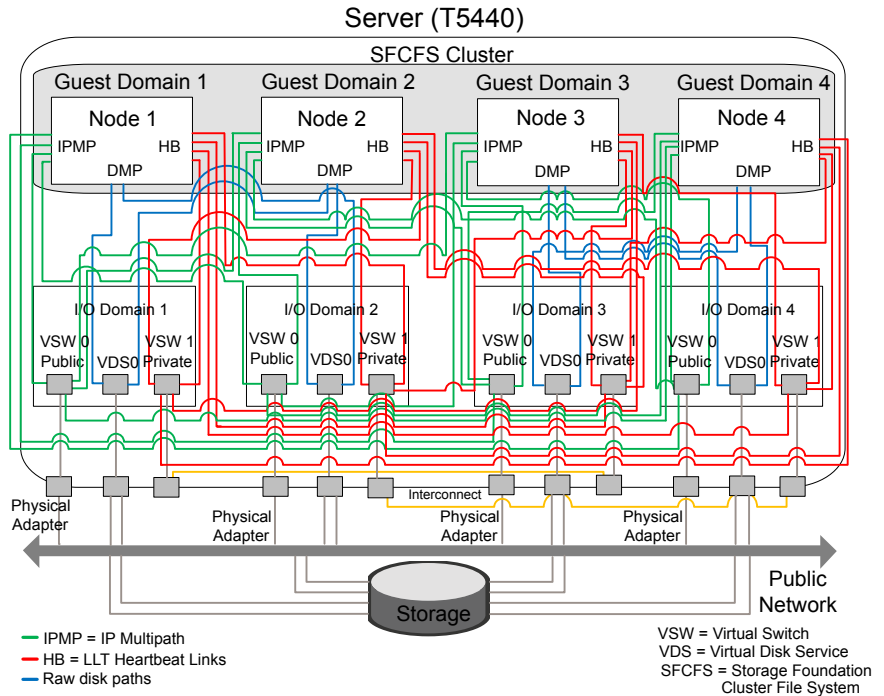 Server (T5440)
SFCFS Cluster
Guest Domain 1
Guest Domain 2
Guest Domain 3
Guest Domain 4
Node 1
Node 2
Node 3
Node 4
IPMP
HB
IPMP
HB
IPMP
HB
IPMP
HB
DMP
DMP
DMP
DMP
I/O Domain 1
I/O Domain 2
I/O Domain 3
I/O Domain 4
VSW 0
Public
VDS0
VSW 1
Private
VSW 0
Public
VDS0
VSW 1
Private
VSW 0
Public
VDS0
VSW 1
Private
VSW 0
Public
VDS0
VSW 1
Private
Interconnect
Physical
Adapter
Physical
Adapter
Physical
Adapter
Physical
Adapter
Public
Network
Storage
IPMP = IP Multipath
HB = LLT Heartbeat Links
Raw disk paths
VSW = Virtual Switch
VDS = Virtual Disk Service
SFCFS = Storage Foundation
Cluster File System